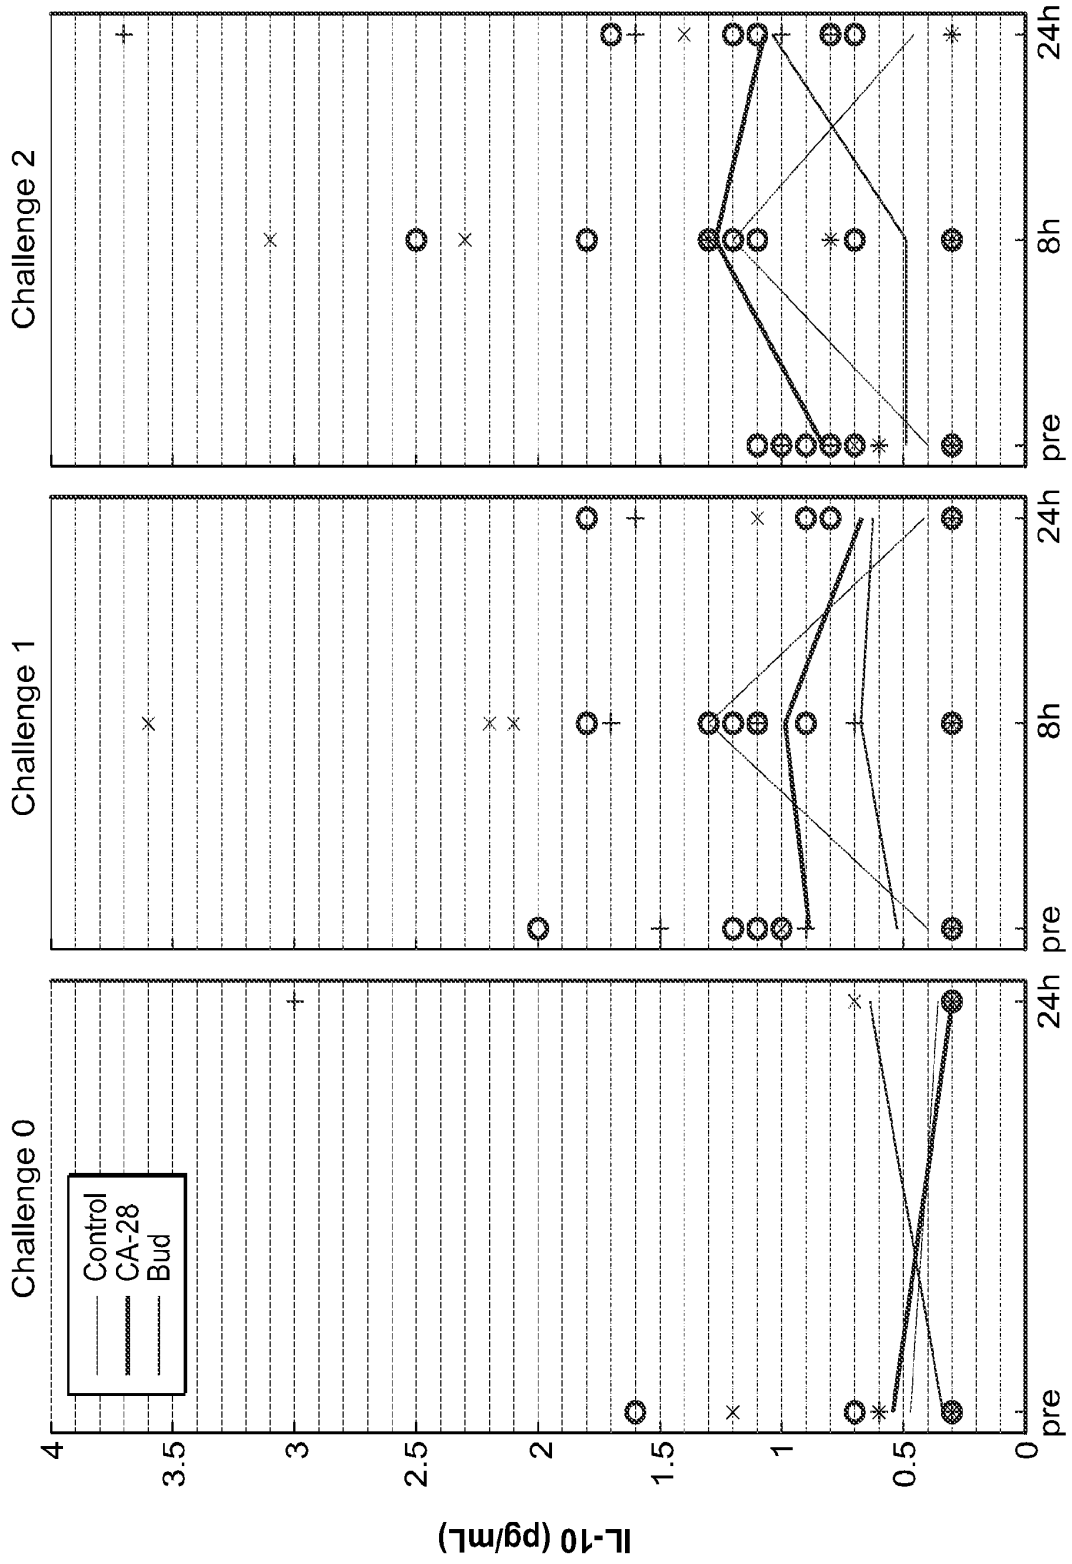 Challenge 0
Challenge 1
Challenge 2
Control
CA-28
Bud
IL-10 (pg/mL)
4
3.5
3
2.5
2
1.5
1
0.5
0
pre
24h
pre
8h
24h
pre
8h
24h